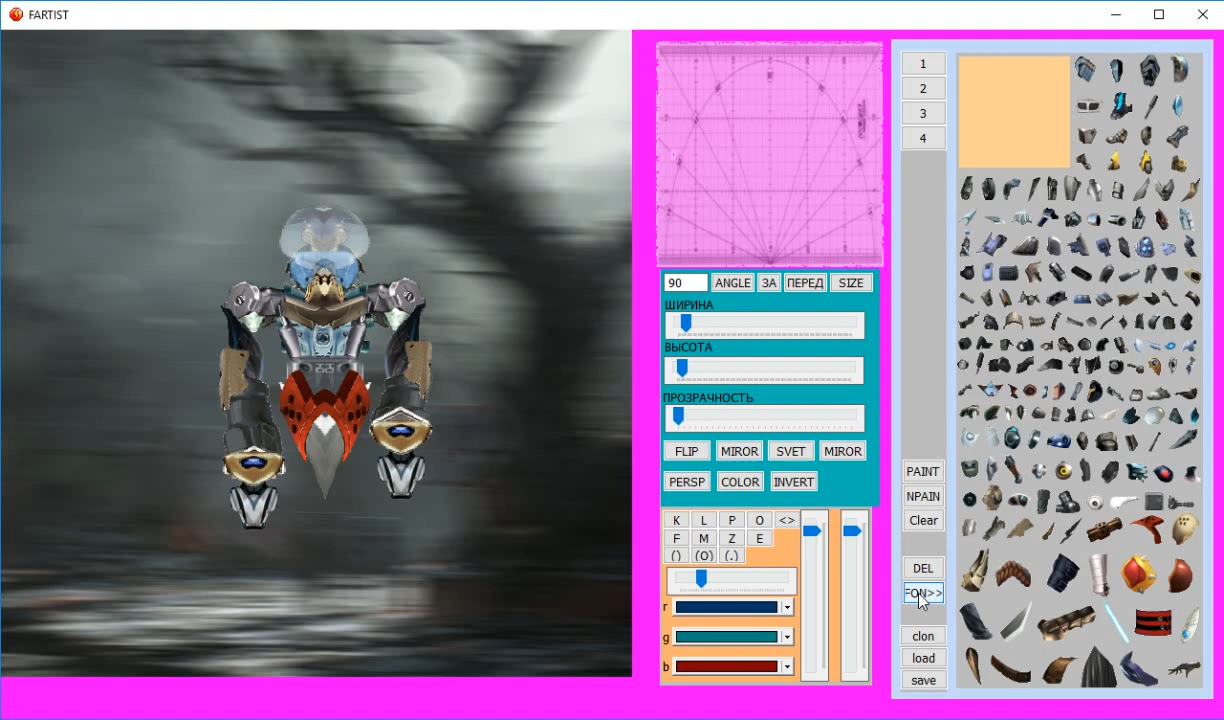 FARTIST
1
2
3
4
90 ANGLE ЗА ПЕРЕД SIZE
ШИРИНА
ВЫСОТА
ПРОЗРАЧНОСТЬ
FLIP MIROR SVET MIROR
PERSP COLOR INVERT
K L P O <>
F M Z E
() (O) (.)
r
g
b
PAINT
NPAIN
Clear
DEL
FON>>
clon
load
save